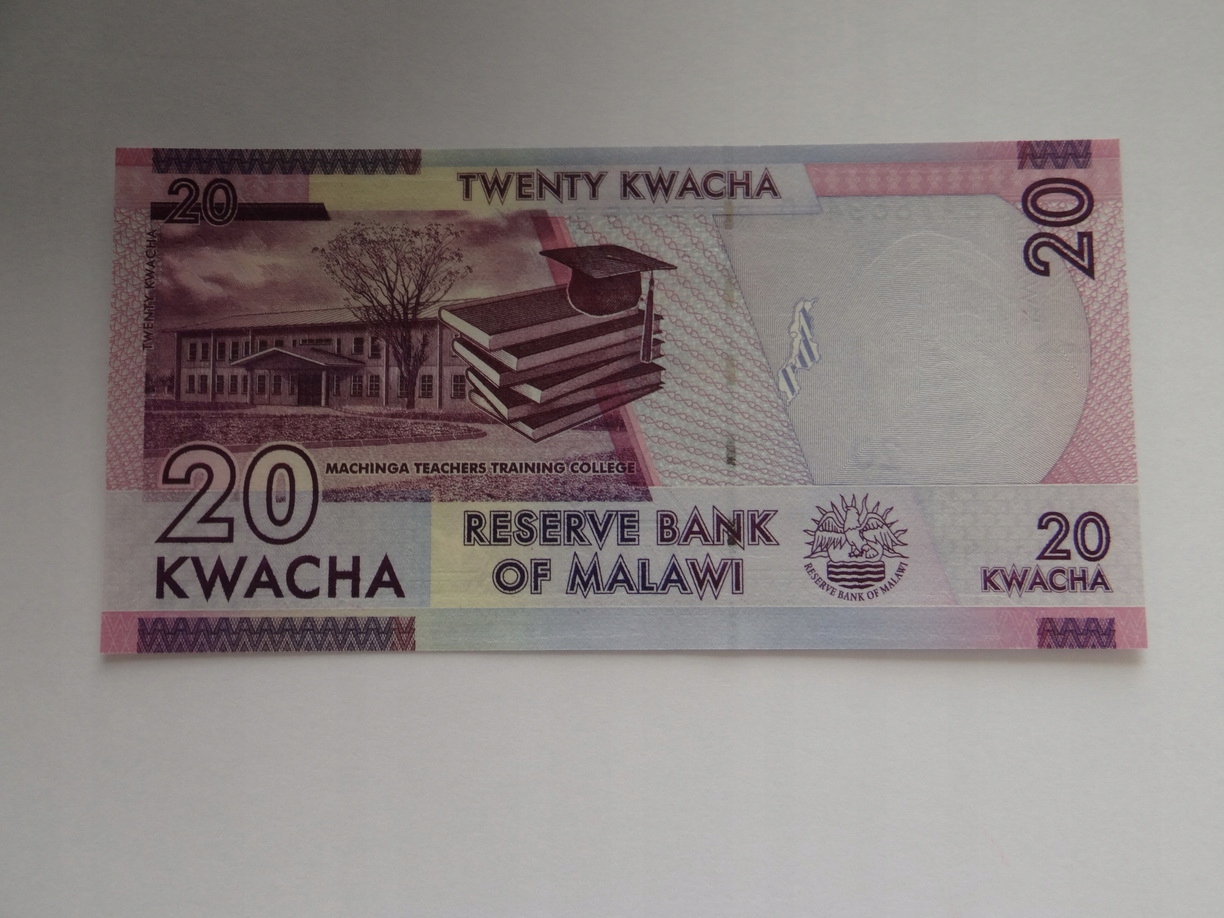 20
TWENTY KWACHA
20
TWENTY KWACHA
MACHINGA TEACHERS TRAINING COLLEGE
20
KWACHA
RESERVE BANK
OF MALAWI
RESERVE BANK OF MALAWI
20
KWACHA